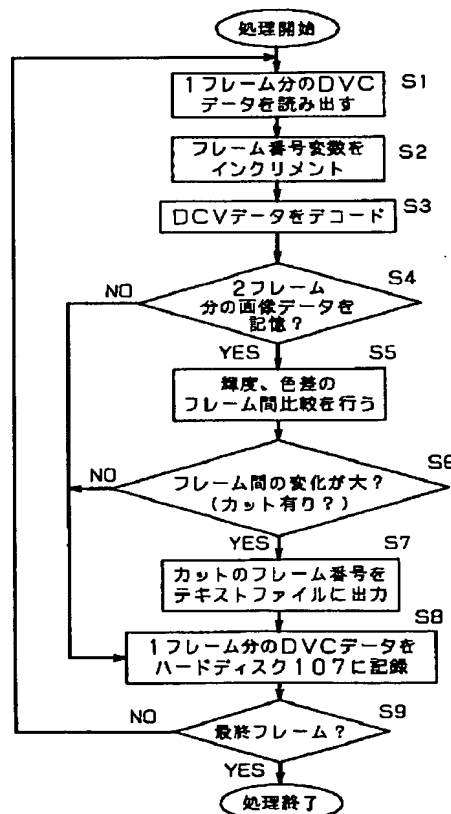 処理開始
1フレーム分のDVC
データを読み出す
S1
フレーム番号変数を
インクリメント
S2
DCVデータをデコード
S3
2フレーム
分の画像データを
記憶?
S4
NO
YES
輝度、色差の
フレーム間比較を行う
S5
フレーム間の変化が大?
(カット有り?)
S6
NO
YES
カットのフレーム番号を
テキストファイルに出力
S7
1フレーム分のDVCデータを
ハードディスク107に記録
S8
最終フレーム?
S9
NO
YES
処理終了